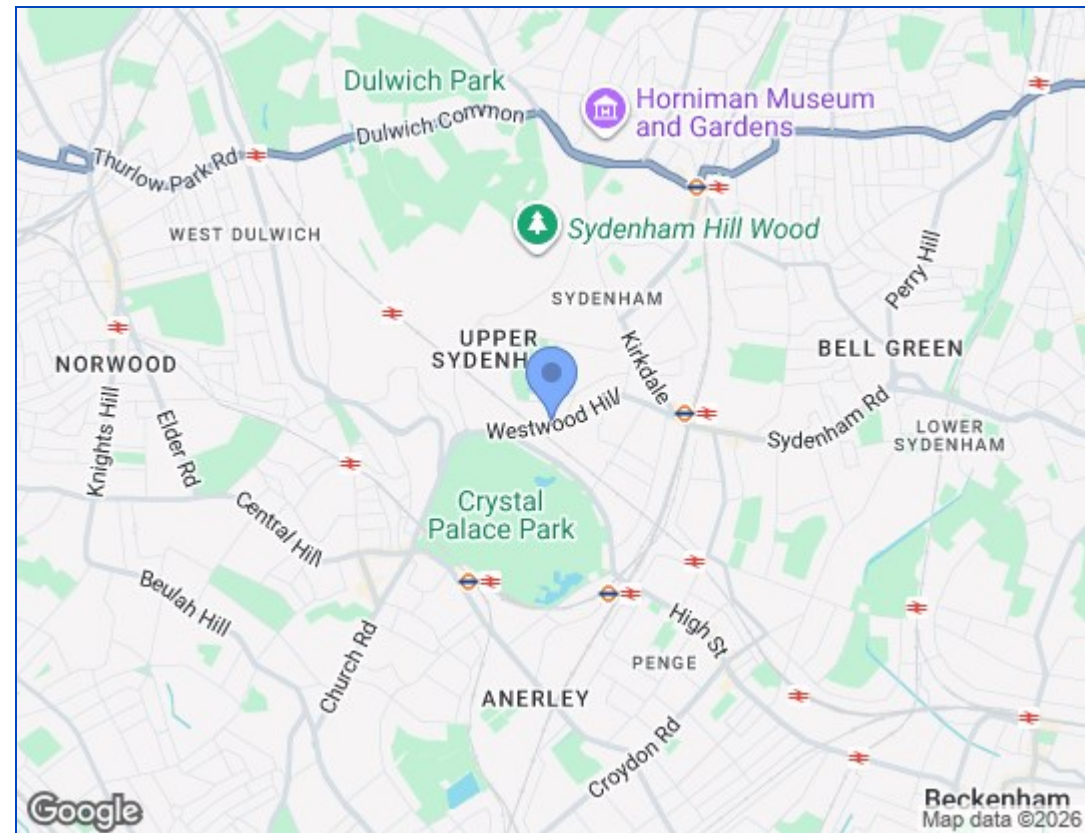 Dulwich Park
Horniman Museum
and Gardens
Dulwich Common
Thurlow Park Rd
WEST DULWICH
Sydenham Hill Wood
Perry Hill
SYDENHAM
UPPER
SYDENH
Kirkdale
BELL GREEN
NORWOOD
Knights Hill
Elder Rd
Westwood Hill
Sydenham Rd
LOWER
SYDENHAM
Crystal
Palace Park
Central Hill
Beulah Hill
Church Rd
High St
PENGE
ANERLEY
Croydon Rd
Google
Beckenham
Map data ©2026